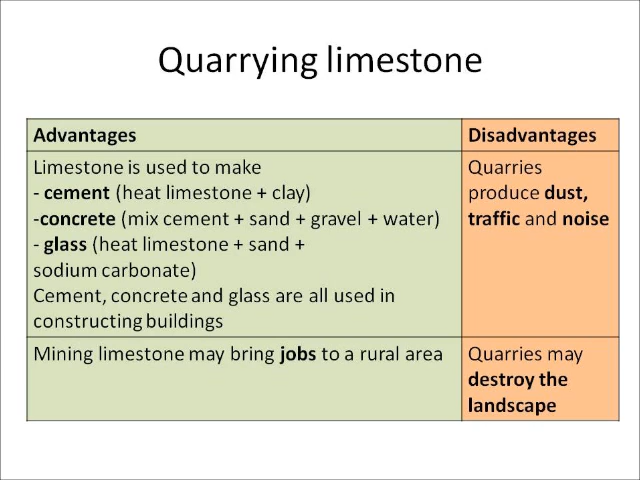 Quarrying limestone
Advantages
Disadvantages
Limestone is used to make
- cement (heat limestone + clay)
-concrete (mix cement + sand + gravel + water)
- glass (heat limestone + sand +
sodium carbonate)
Cement, concrete and glass are all used in
constructing buildings
Quarries
produce dust,
traffic and noise
Mining limestone may bring jobs to a rural area
Quarries may
destroy the
landscape